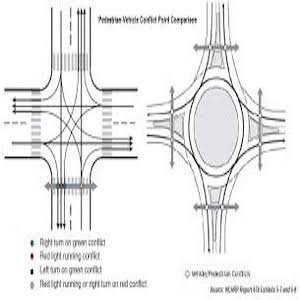 Pedestrian-Vehicle Conflict Point Comparison
Right turn on green conflict
Red light running conflict
Left turn on green conflict
Red light running or right turn on red conflict
Vehicle/Pedestrian Conflicts
Source: NCHRP Report 672 Exhibits 5-7 and 5-8